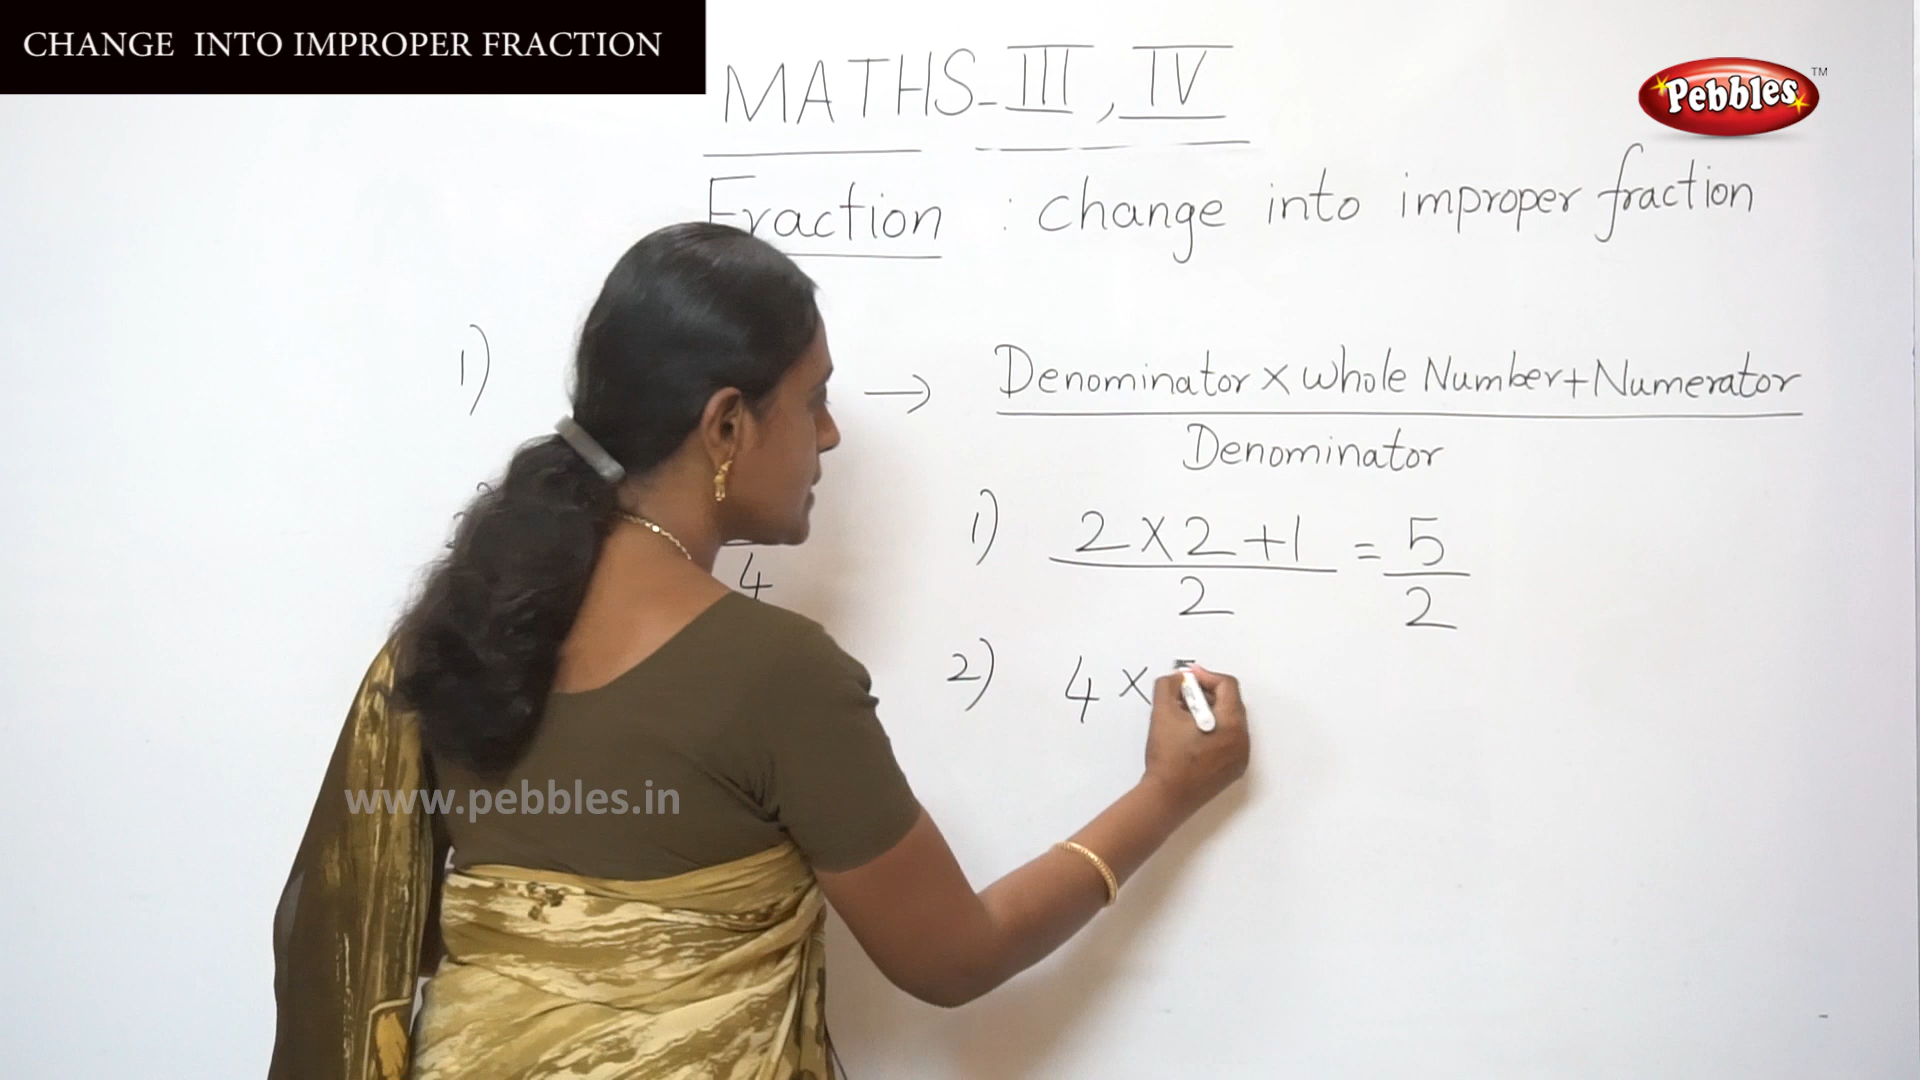 CHANGE INTO IMPROPER FRACTION
MATHS-III, IV
Pebbles™
Fraction : change into improper fraction
1) → Denominator x whole Number + Numerator
Denominator
4
1) 2 x 2 + 1 = 5
2 2
2) 4 x
www.pebbles.in